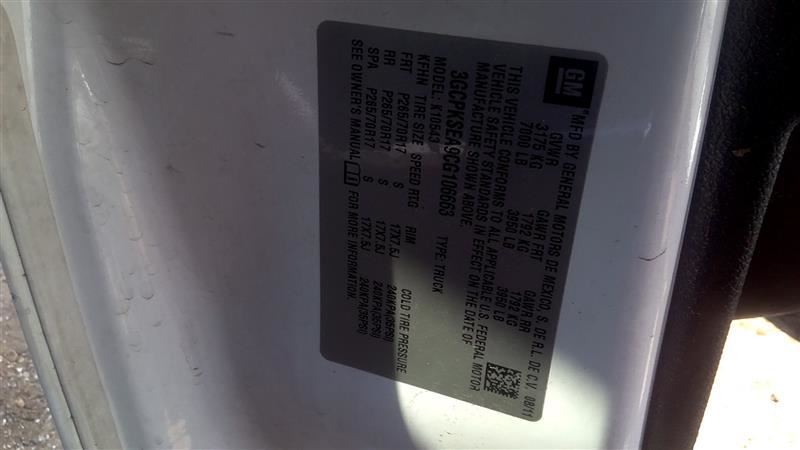 GM
"MFD BY GENERAL MOTORS DE MEXICO, S. DE R.L. DE C.V. 08/11
GVWR GAWR FRT GAWR RR
3175 KG 1792 KG 1792 KG
7000 LB 3950 LB 3950 LB
THIS VEHICLE CONFORMS TO ALL APPLICABLE U.S. FEDERAL MOTOR
VEHICLE SAFETY STANDARDS IN EFFECT ON THE DATE OF
MANUFACTURE SHOWN ABOVE.
3GCPKSEA9CG106663 TYPE: TRUCK
MODEL: K10543
KFHN TIRE SIZE SPEED RTG RIM COLD TIRE PRESSURE
FRT P265/70R17 S 17X7.5J 240KPA(35PSI)
RR P265/70R17 S 17X7.5J 240KPA(35PSI)
SPA P265/70R17 S 17X7.5J 240KPA(35PSI)
SEE OWNER'S MANUAL FOR MORE INFORMATION.